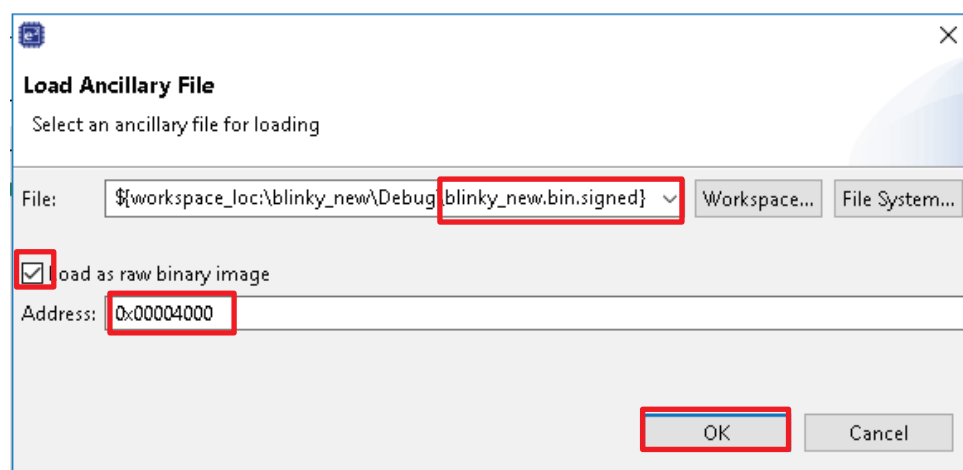 Load Ancillary File
Select an ancillary file for loading
File: ${workspace_loc:\blinky_new\Debug\blinky_new.bin.signed} Workspace... File System...
Load as raw binary image
Address: 0x00004000
OK Cancel